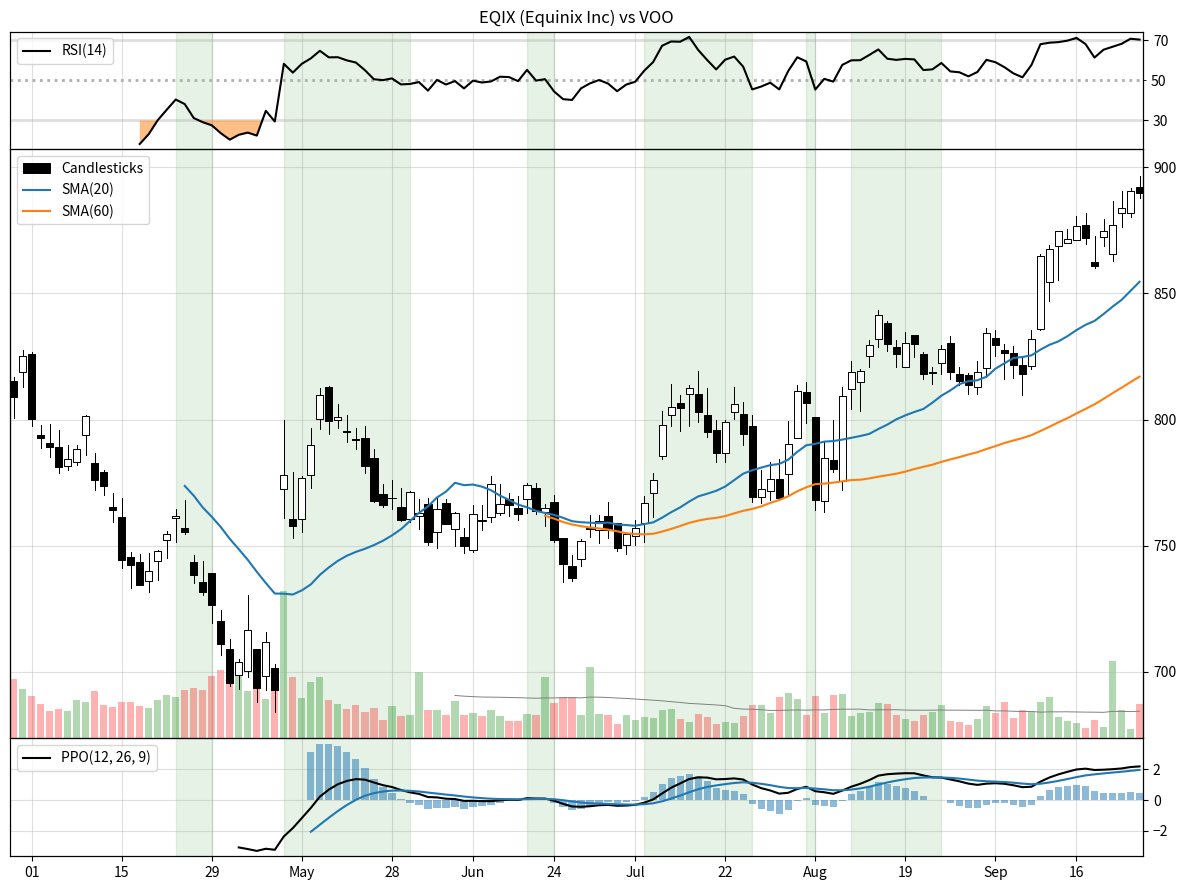 EQIX (Equinix Inc) vs VOO
RSI(14)
70
50
30
Candlesticks
SMA(20)
SMA(60)
900
850
800
750
700
PPO(12, 26, 9)
2
0
−2
01 15 29 May 28 Jun 24 Jul 22 Aug 19 Sep 16